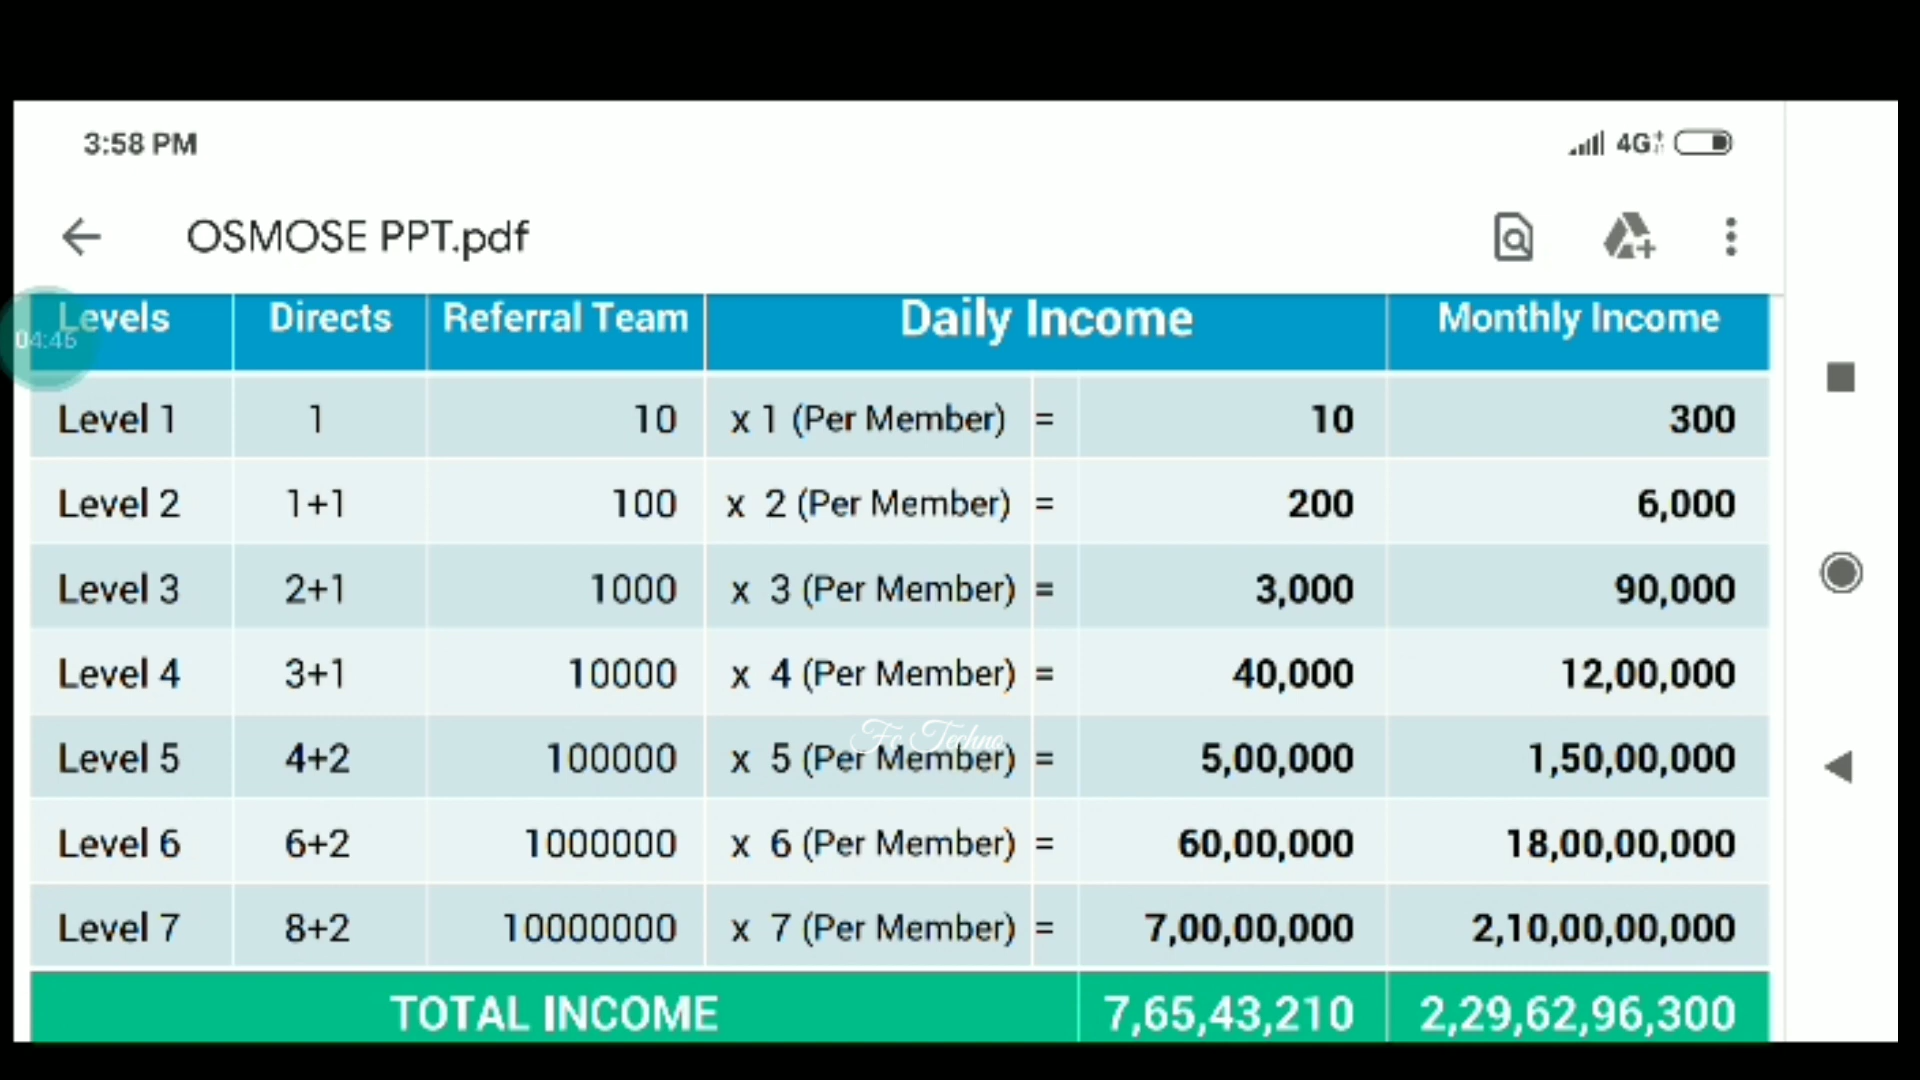 3:58 PM
4G
OSMOSE PPT.pdf
04:46
Levels Directs Referral Team Daily Income Monthly Income
Level 1 1 10 x 1 (Per Member) = 10 300
Level 2 1+1 100 x 2 (Per Member) = 200 6,000
Level 3 2+1 1000 x 3 (Per Member) = 3,000 90,000
Level 4 3+1 10000 x 4 (Per Member) = 40,000 12,00,000
Fc Techno
Level 5 4+2 100000 x 5 (Per Member) = 5,00,000 1,50,00,000
Level 6 6+2 1000000 x 6 (Per Member) = 60,00,000 18,00,00,000
Level 7 8+2 10000000 x 7 (Per Member) = 7,00,00,000 2,10,00,00,000
TOTAL INCOME 7,65,43,210 2,29,62,96,300